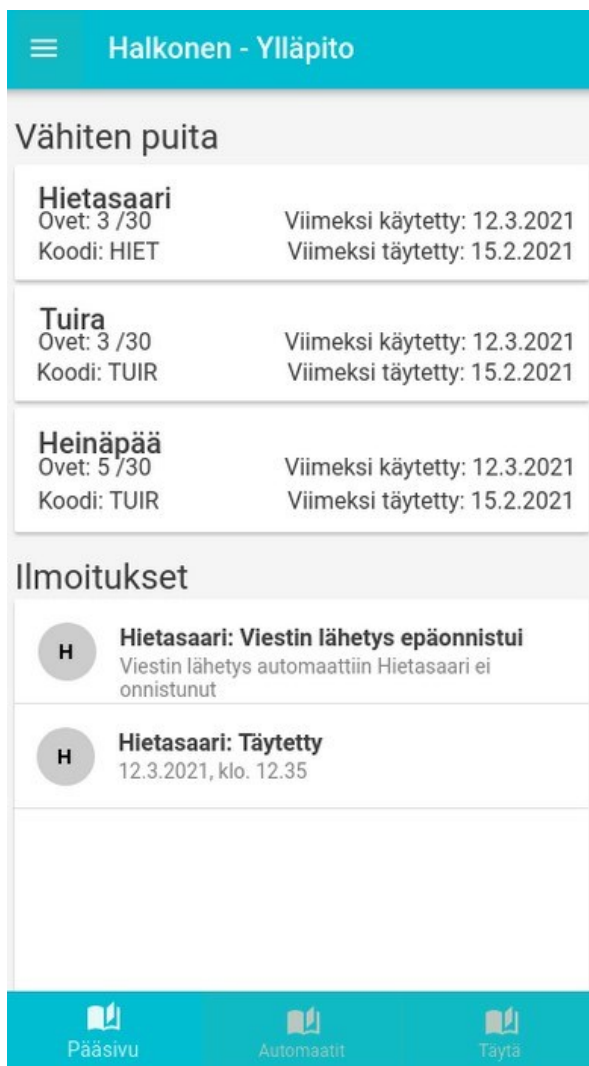 Halkonen - Ylläpito
Vähiten puita
Hietasaari
Ovet: 3 /30 Viimeksi käytetty: 12.3.2021
Koodi: HIET Viimeksi täytetty: 15.2.2021
Tuira
Ovet: 3 /30 Viimeksi käytetty: 12.3.2021
Koodi: TUIR Viimeksi täytetty: 15.2.2021
Heinäpää
Ovet: 5 /30 Viimeksi käytetty: 12.3.2021
Koodi: TUIR Viimeksi täytetty: 15.2.2021
Ilmoitukset
H
Hietasaari: Viestin lähetys epäonnistui
Viestin lähetys automaattiin Hietasaari ei
onnistunut
H
Hietasaari: Täytetty
12.3.2021, klo. 12.35
Pääsivu Automaatit Täytä